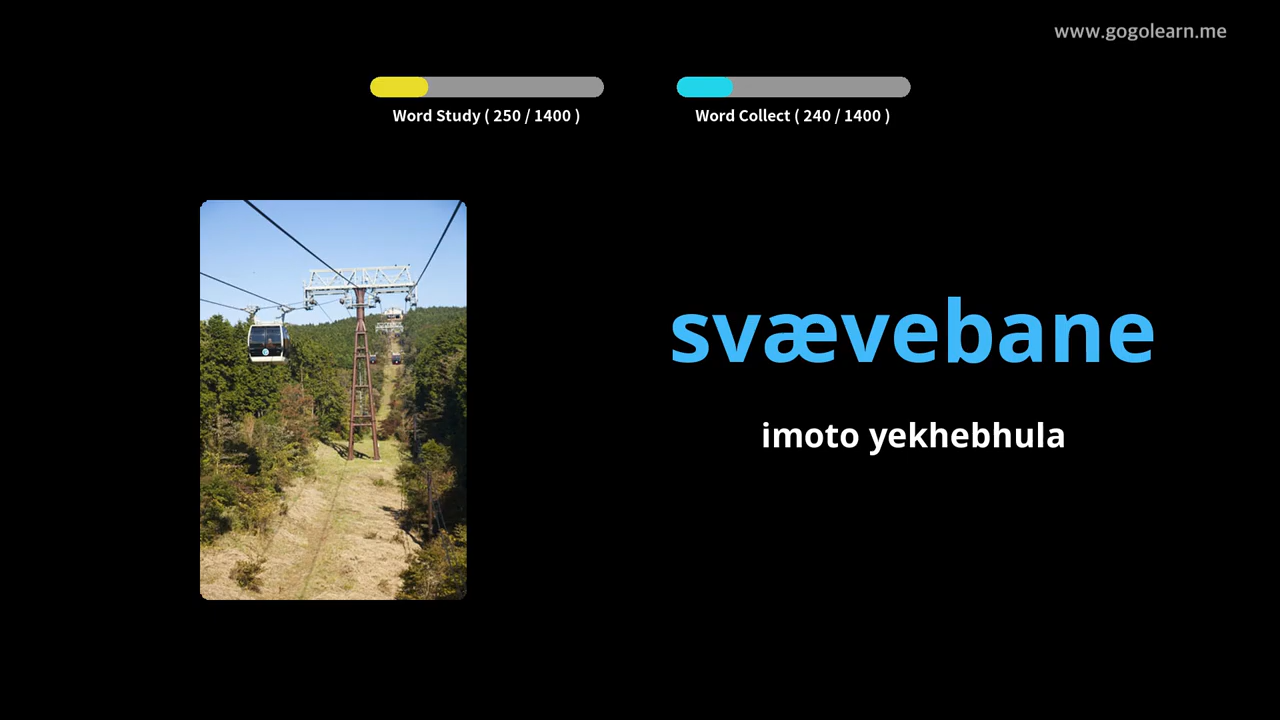 www.gogolearn.me
Word Study ( 250 / 1400 )
Word Collect ( 240 / 1400 )
svævebane
imoto yekhebhula